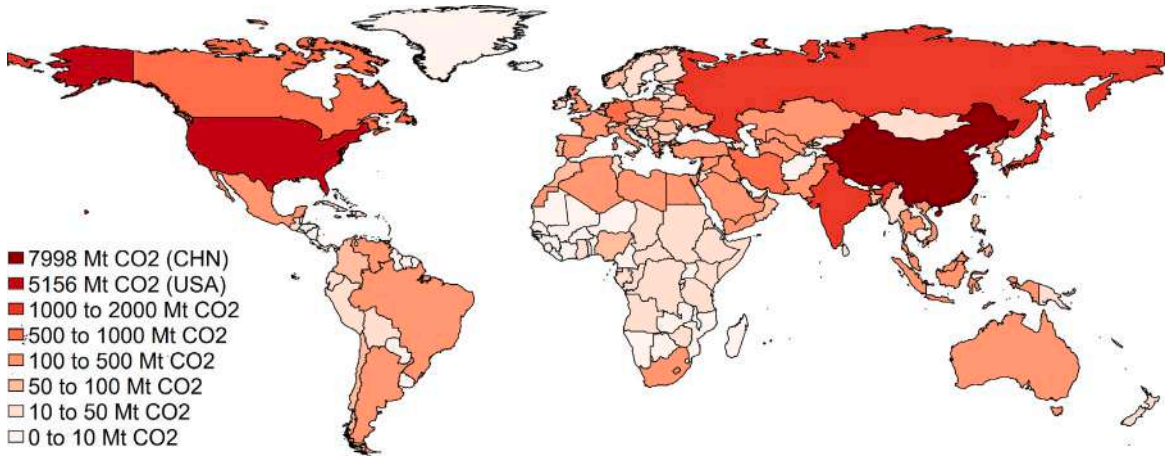 7998 Mt CO2 (CHN)
5156 Mt CO2 (USA)
1000 to 2000 Mt CO2
500 to 1000 Mt CO2
100 to 500 Mt CO2
50 to 100 Mt CO2
10 to 50 Mt CO2
0 to 10 Mt CO2